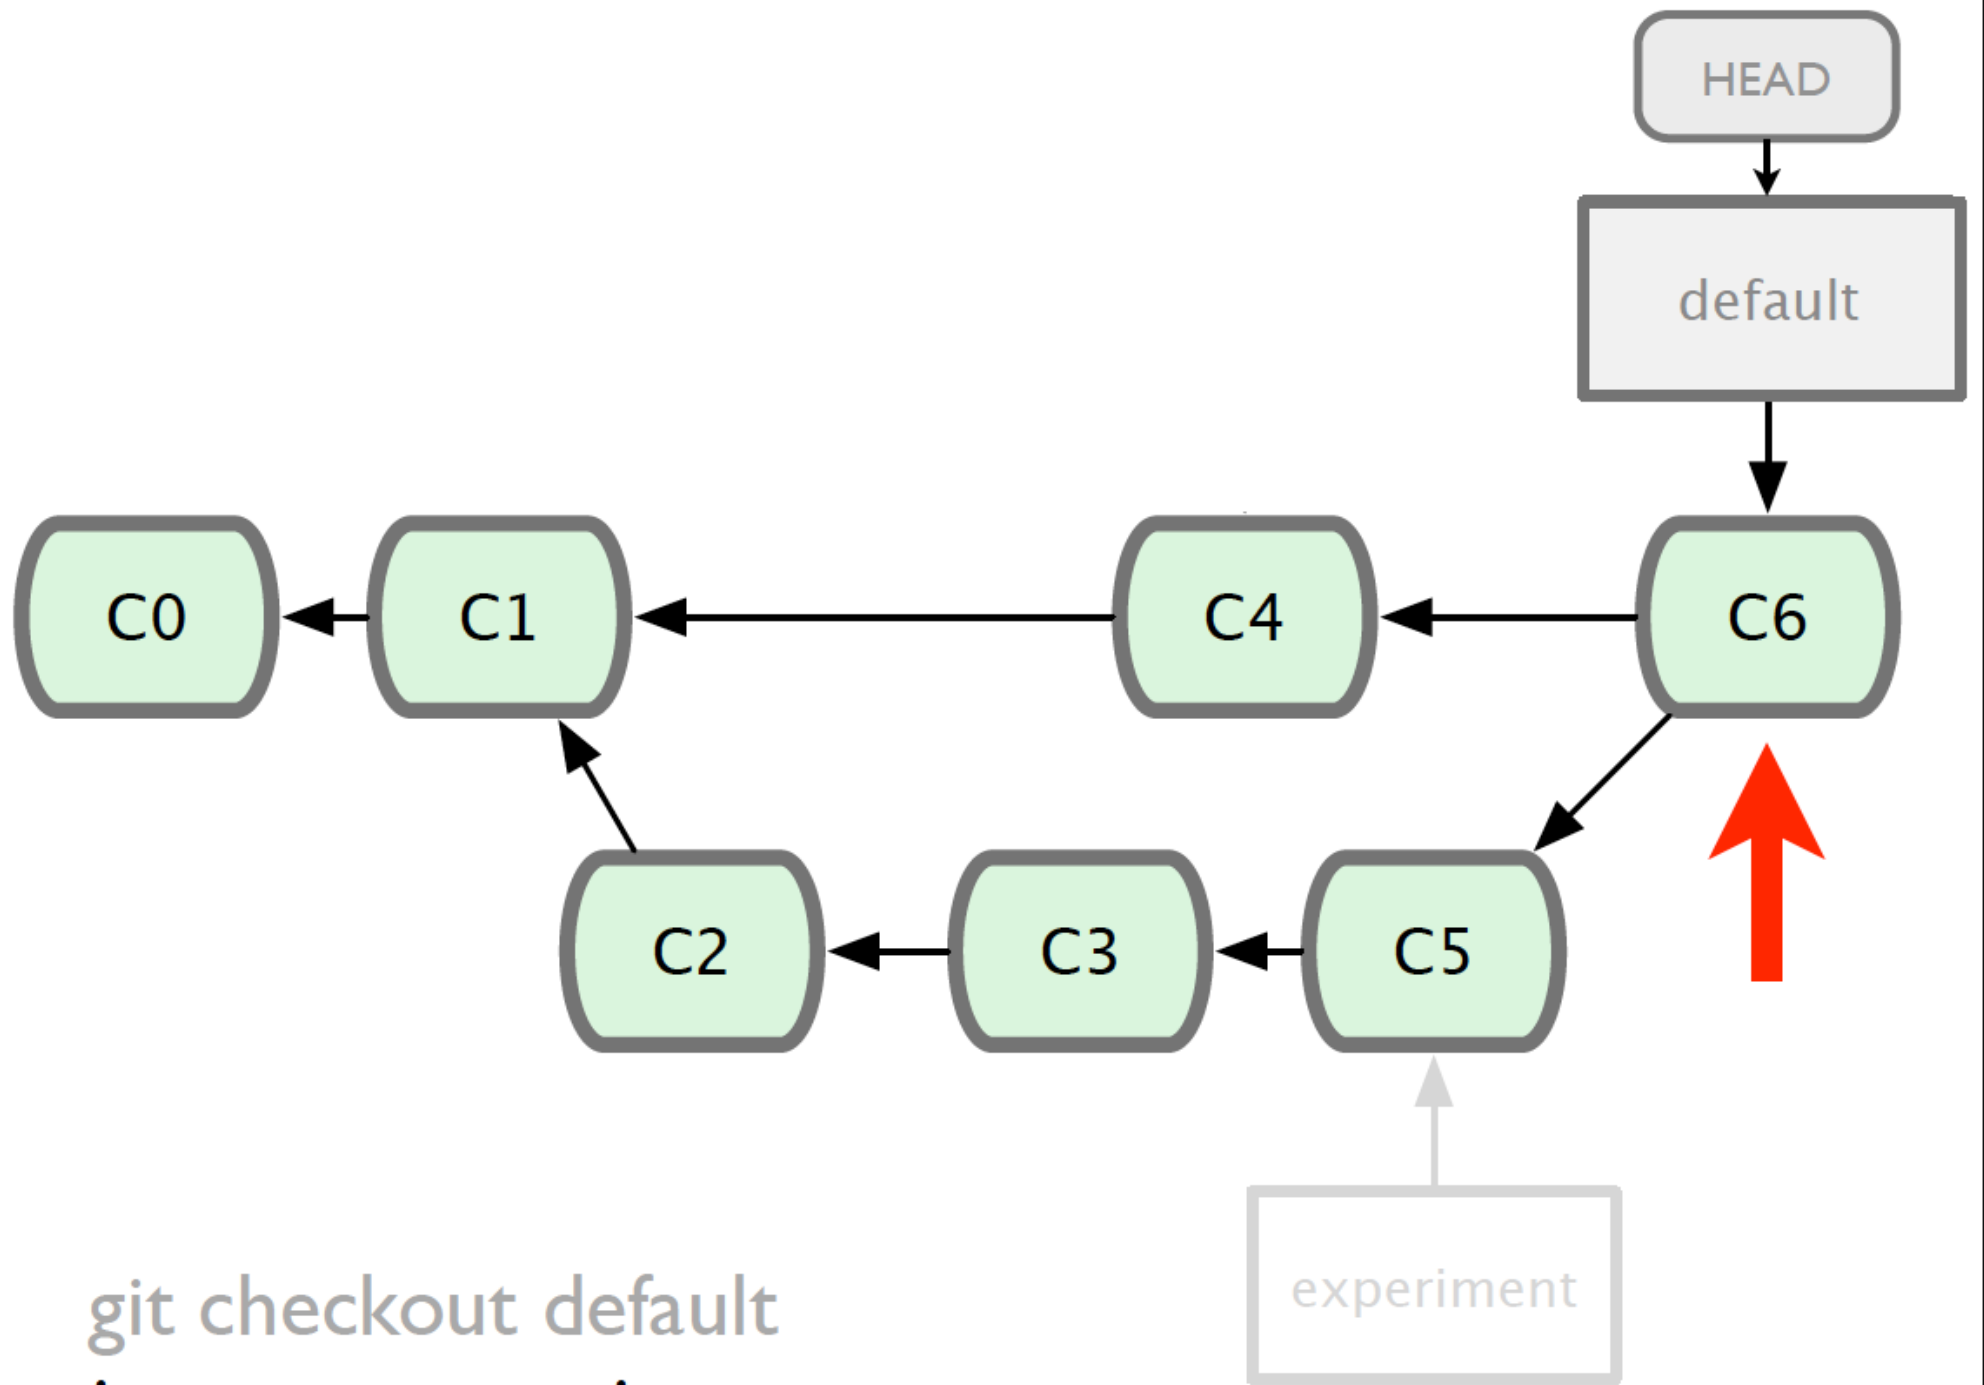 HEAD
default
C0 C1 C4 C6
C2 C3 C5
experiment
git checkout default